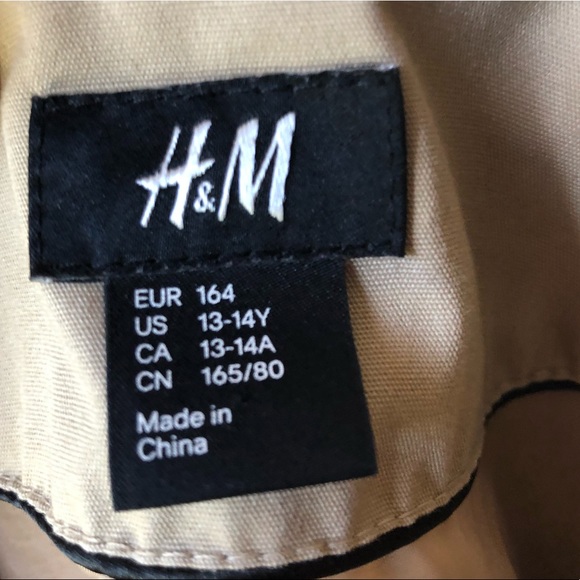 H&M
EUR 164
US 13-14Y
CA 13-14A
CN 165/80
Made in
China